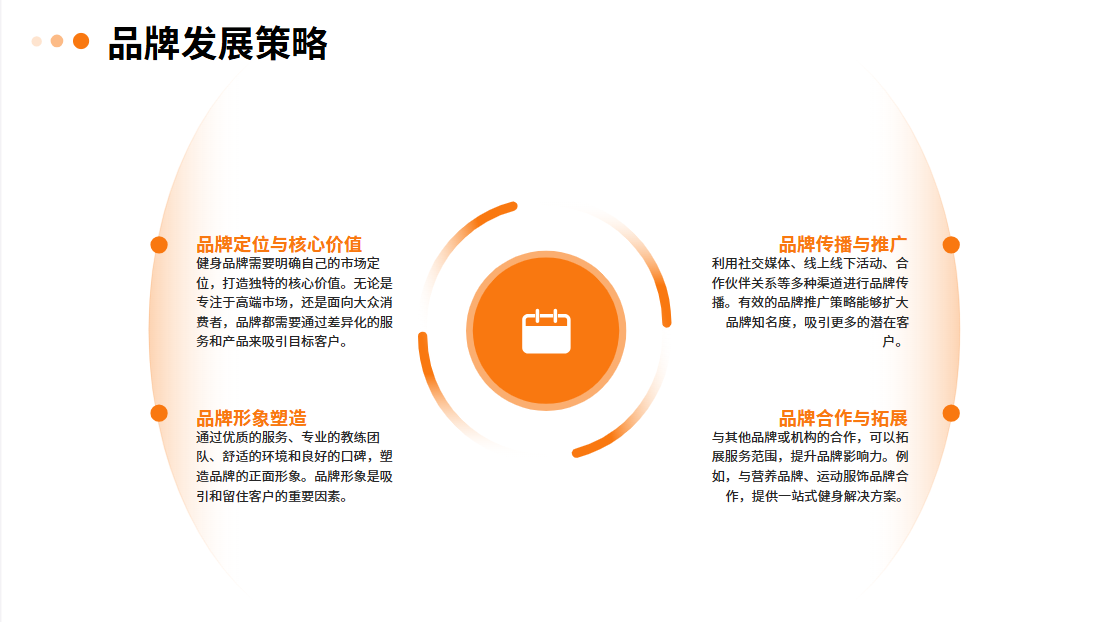 品牌发展策略
品牌定位与核心价值
健身品牌需要明确自己的市场定
位，打造独特的核心价值。无论是
专注于高端市场，还是面向大众消
费者，品牌都需要通过差异化的服
务和产品来吸引目标客户。
品牌形象塑造
通过优质的服务、专业的教练团
队、舒适的环境和良好的口碑，塑
造品牌的正面形象。品牌形象是吸
引和留住客户的重要因素。
品牌传播与推广
利用社交媒体、线上线下活动、合
作伙伴关系等多种渠道进行品牌传
播。有效的品牌推广策略能够扩大
品牌知名度，吸引更多的潜在客
户。
品牌合作与拓展
与其他品牌或机构的合作，可以拓
展服务范围，提升品牌影响力。例
如，与营养品牌、运动服饰品牌合
作，提供一站式健身解决方案。